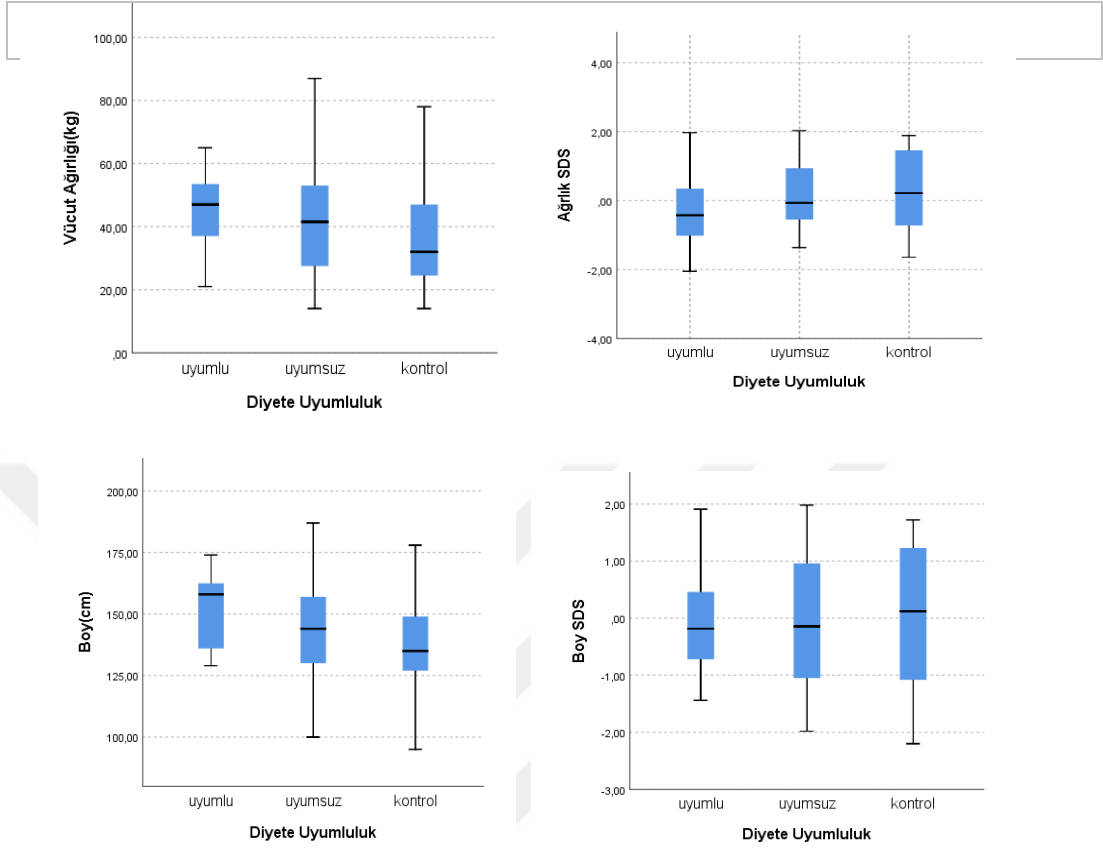 Vücut Ağırlığı(kg)
100,00
80,00
60,00
40,00
20,00
,00
uyumlu uyumsuz kontrol
Diyete Uyumluluk
Ağrlık SDS
4,00
2,00
,00
-2,00
-4,00
uyumlu uyumsuz kontrol
Diyete Uyumluluk
Boy(cm)
200,00
175,00
150,00
125,00
100,00
uyumlu uyumsuz kontrol
Diyete Uyumluluk
Boy SDS
2,00
1,00
,00
-1,00
-2,00
-3,00
uyumlu uyumsuz kontrol
Diyete Uyumluluk